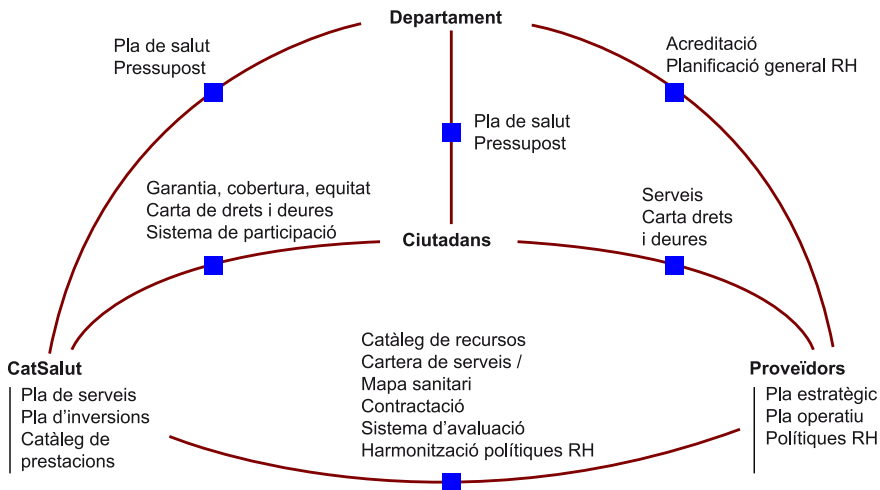 Departament
Pla de salut
Pressupost
Acreditació
Planificació general RH
Pla de salut
Pressupost
Garantia, cobertura, equitat
Carta de drets i deures
Sistema de participació
Serveis
Carta drets
i deures
Ciutadans
CatSalut
Pla de serveis
Pla d’inversions
Catàleg de
prestacions
Catàleg de recursos
Cartera de serveis /
Mapa sanitari
Contractació
Sistema d’avaluació
Harmonització polítiques RH
Proveïdors
Pla estratègic
Pla operatiu
Polítiques RH